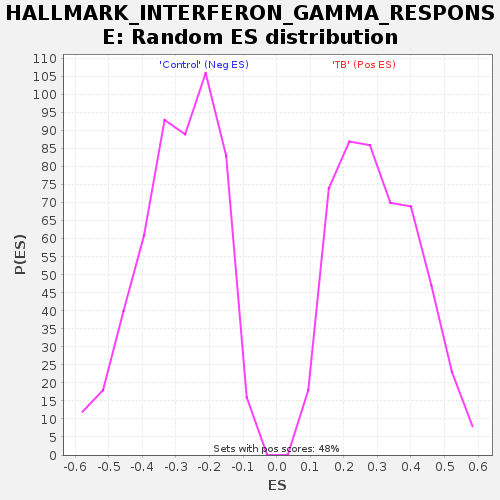 HALLMARK_INTERFERON_GAMMA_RESPONS
E: Random ES distribution
'Control' (Neg ES)
'TB' (Pos ES)
110
105
100
95
90
85
80
75
70
65
60
55
50
45
40
35
30
25
20
15
10
5
0
P(ES)
Sets with pos scores: 48%
-0.6 -0.5 -0.4 -0.3 -0.2 -0.1 0.0 0.1 0.2 0.3 0.4 0.5 0.6
ES